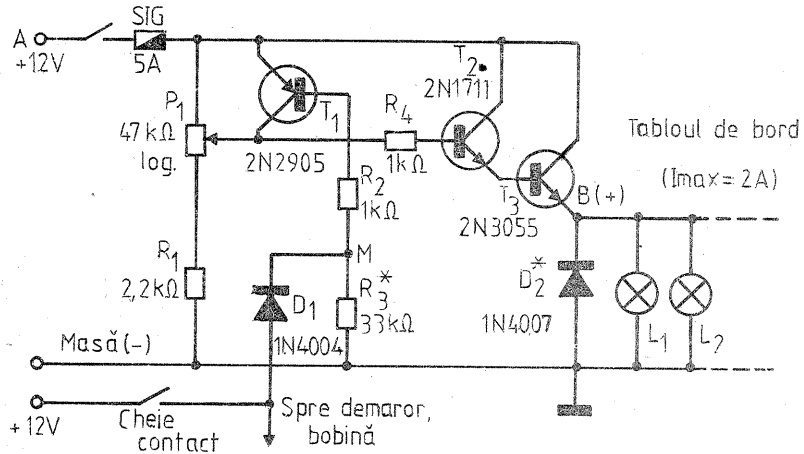 A
+12V
SIG
5A
P1
47kΩ
log.
R1
2,2kΩ
T1
2N2905
R4
1kΩ
R2
1kΩ
M
R3*
33kΩ
D1
1N4004
T2
2N1711
T3
2N3055
B(+)
Tabloul de bord
(Imax=2A)
D2*
1N4007
L1
L2
Masă(-)
+12V
Cheie
contact
Spre demaror,
bobină